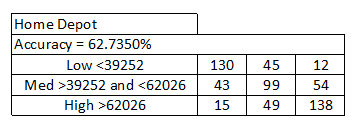 Home Depot
Accuracy = 62.7350%
Low <39252 130 45 12
Med >39252 and <62026 43 99 54
High >62026 15 49 138